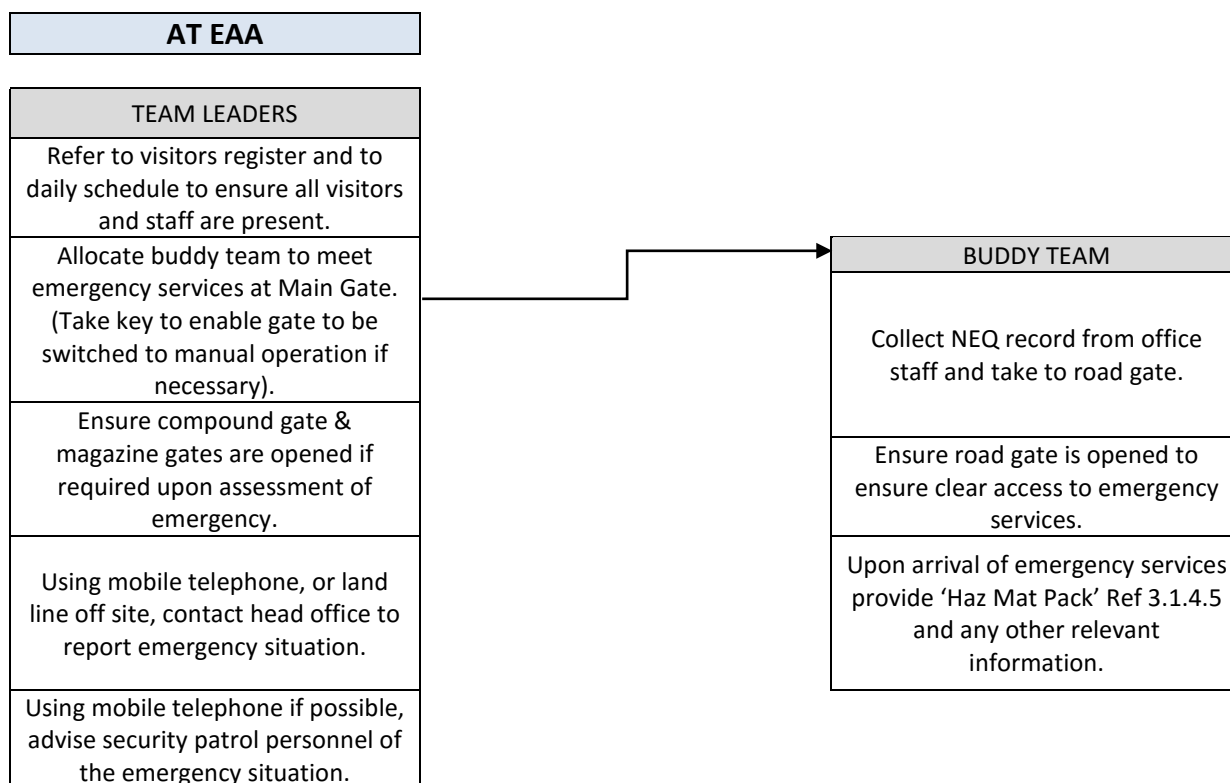 AT EAA
TEAM LEADERS
Refer to visitors register and to
daily schedule to ensure all visitors
and staff are present.
Allocate buddy team to meet
emergency services at Main Gate.
(Take key to enable gate to be
switched to manual operation if
necessary).
Ensure compound gate &
magazine gates are opened if
required upon assessment of
emergency.
Using mobile telephone, or land
line off site, contact head office to
report emergency situation.
Using mobile telephone if possible,
advise security patrol personnel of
the emergency situation.
BUDDY TEAM
Collect NEQ record from office
staff and take to road gate.
Ensure road gate is opened to
ensure clear access to emergency
services.
Upon arrival of emergency services
provide ‘Haz Mat Pack’ Ref 3.1.4.5
and any other relevant
information.